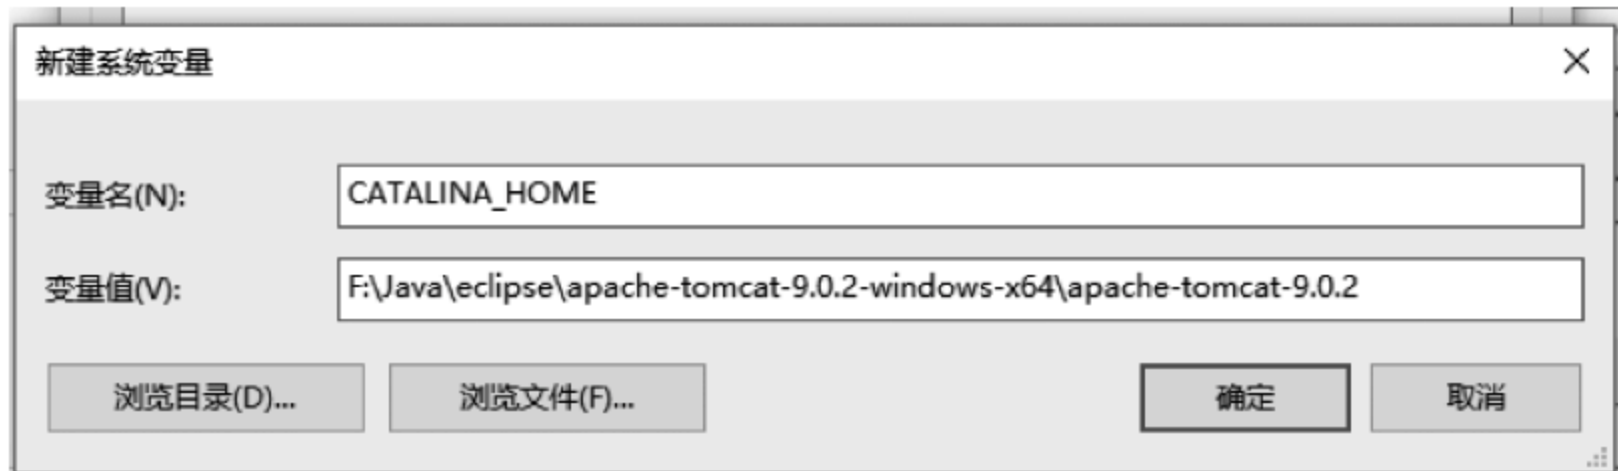 新建系统变量
变量名(N): CATALINA_HOME
变量值(V): F:\Java\eclipse\apache-tomcat-9.0.2-windows-x64\apache-tomcat-9.0.2
浏览目录(D)... 浏览文件(F)... 确定 取消